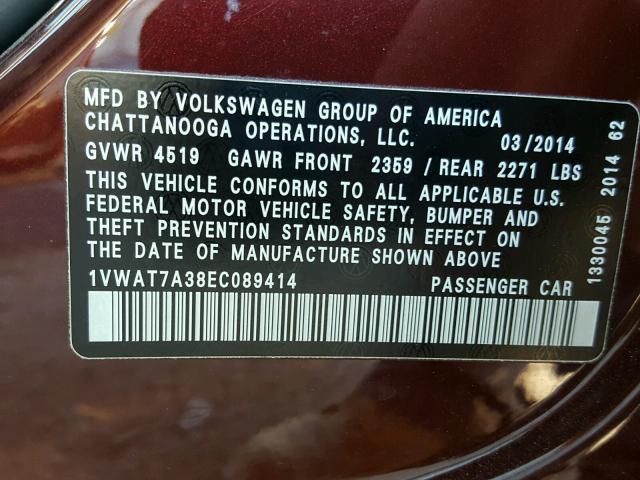 MFD BY VOLKSWAGEN GROUP OF AMERICA
CHATTANOOGA OPERATIONS, LLC. 03/2014
GVWR 4519 GAWR FRONT 2359 / REAR 2271 LBS
THIS VEHICLE CONFORMS TO ALL APPLICABLE U.S.
FEDERAL MOTOR VEHICLE SAFETY, BUMPER AND
THEFT PREVENTION STANDARDS IN EFFECT ON
THE DATE OF MANUFACTURE SHOWN ABOVE
1VWAT7A38EC089414 PASSENGER CAR
1330045 2014 62